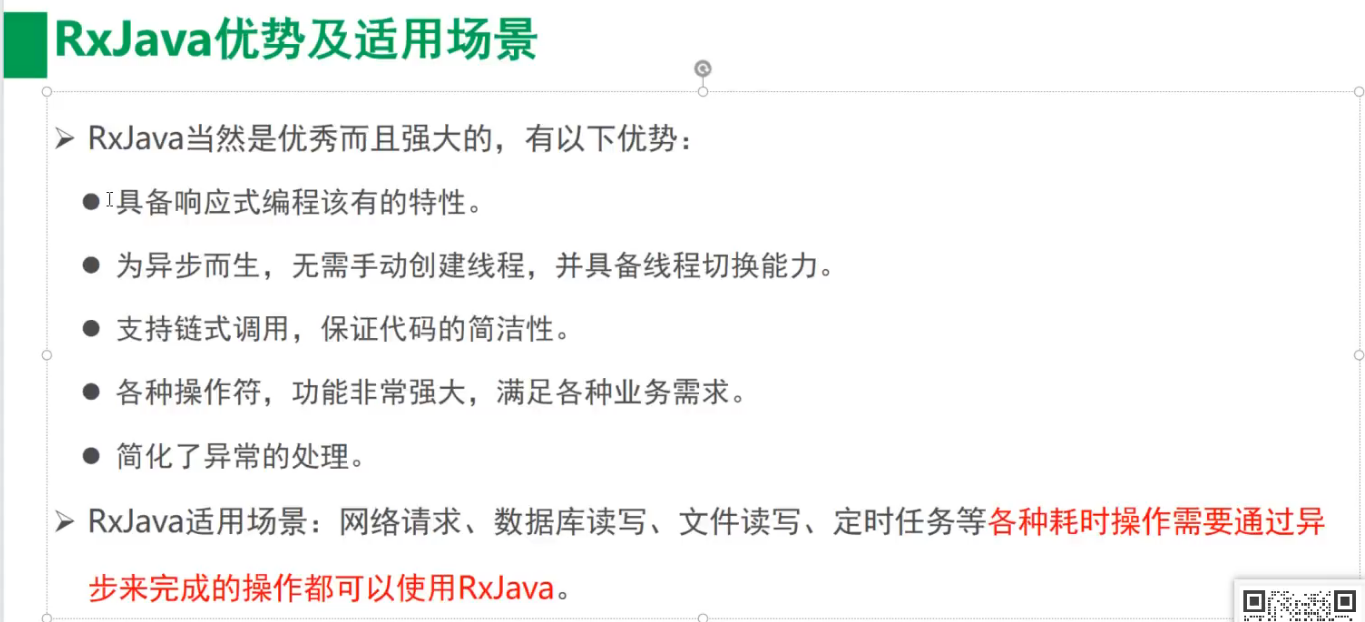 RxJava优势及适用场景
RxJava当然是优秀而且强大的，有以下优势：
具备响应式编程该有的特性。
为异步而生，无需手动创建线程，并具备线程切换能力。
支持链式调用，保证代码的简洁性。
各种操作符，功能非常强大，满足各种业务需求。
简化了异常的处理。
RxJava适用场景：网络请求、数据库读写、文件读写、定时任务等各种耗时操作需要通过异
步来完成的操作都可以使用RxJava。